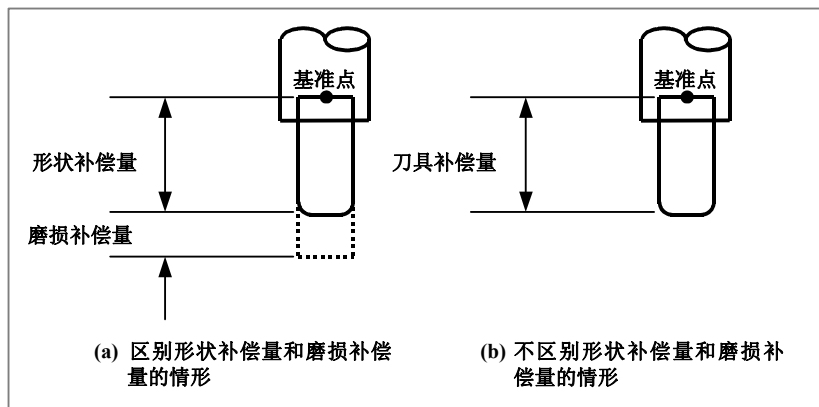 基准点
形状补偿量
磨损补偿量
(a) 区别形状补偿量和磨损补偿
量的情形
基准点
刀具补偿量
(b) 不区别形状补偿量和磨损补
偿量的情形